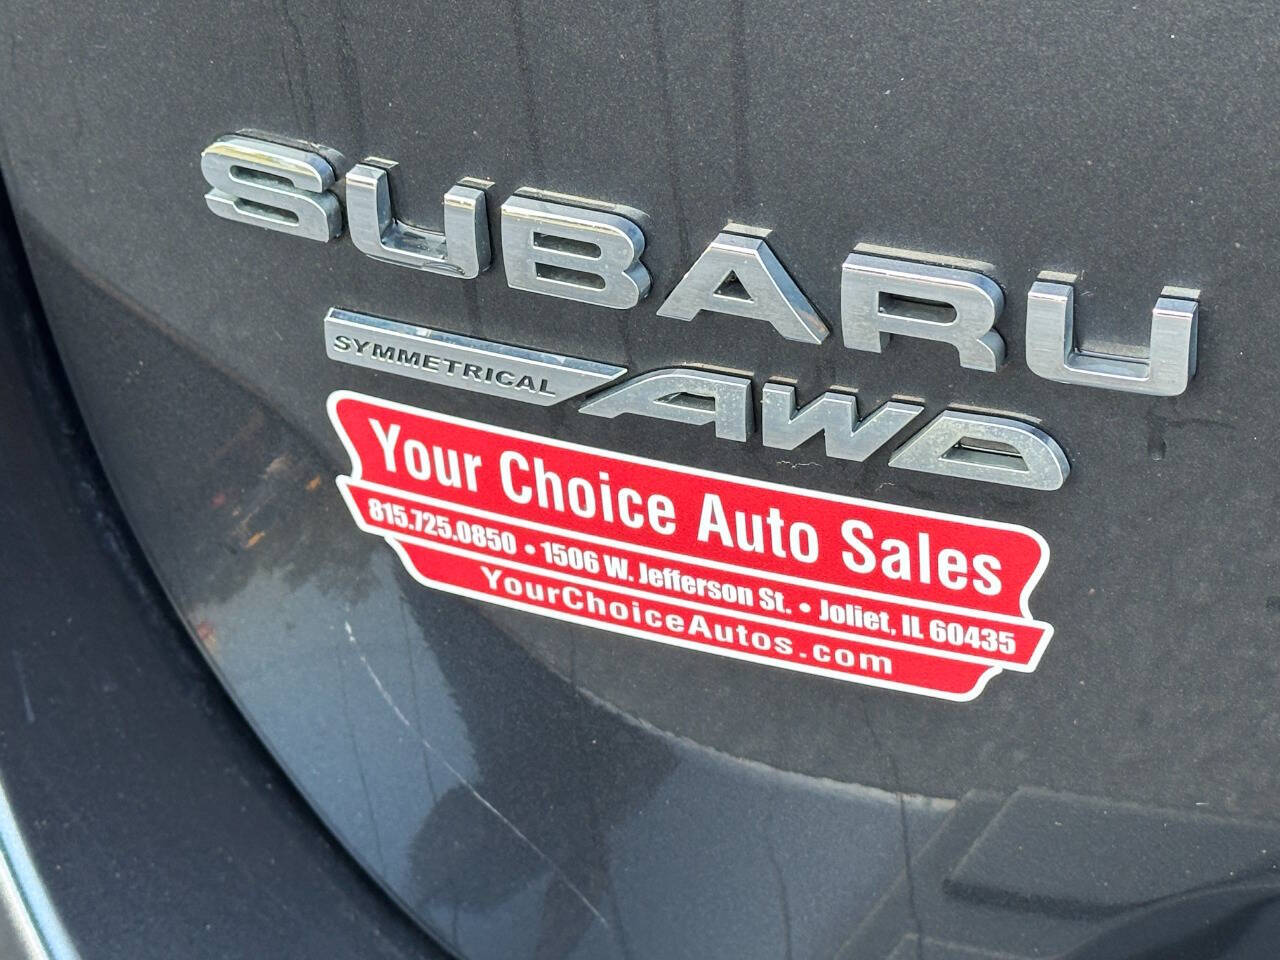 SUBARU
SYMMETRICAL AWD
Your Choice Auto Sales
815.725.0850 • 1506 W. Jefferson St. • Joliet, IL 60435
YourChoiceAutos.com